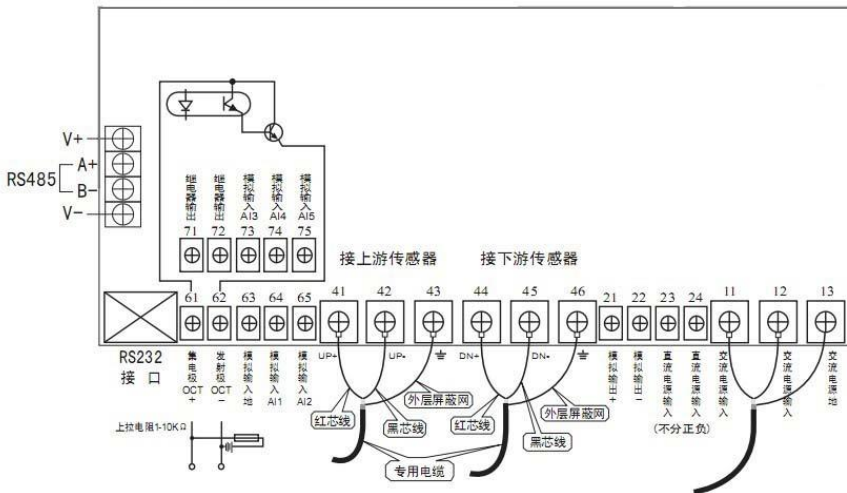 V+
A+
RS485
B-
V-
继电器输出
继电器输出
模拟输入AI3
模拟输入AI4
模拟输入AI5
71
72
73
74
75
接上游传感器
接下游传感器
61
62
63
64
65
41
42
43
44
45
46
21
22
23
24
11
12
13
RS232
接 口
集电极OCT+
发射极OCT-
模拟输入地
模拟输入AI1
模拟输入AI2
UP+
UP-
DN+
DN-
模拟输出+
模拟输出-
直流电源输入
直流电源输入
(不分正负)
交流电源输入
交流电源输入
交流电源地
外层屏蔽网
外层屏蔽网
红芯线
黑芯线
红芯线
黑芯线
上拉电阻1-10KΩ
专用电缆